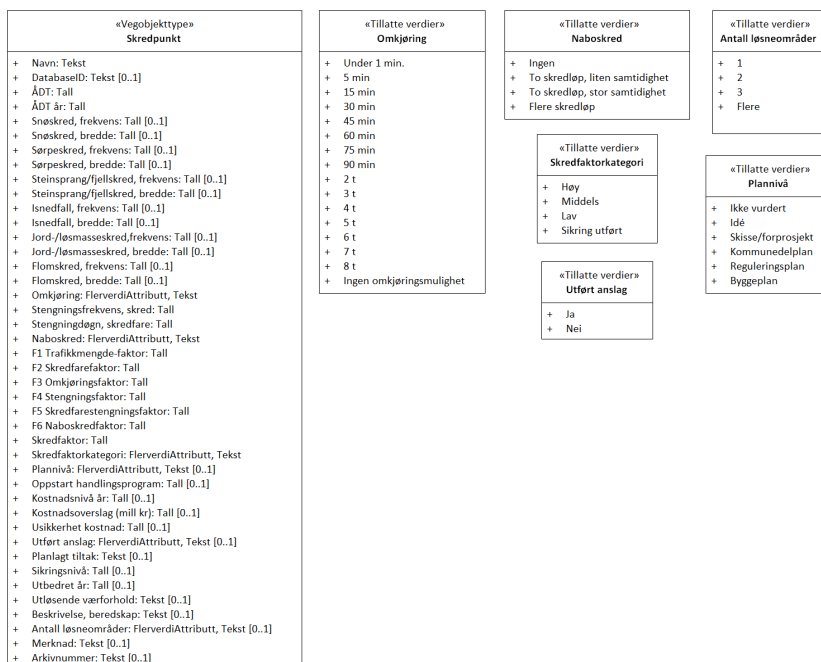 «Vegobjekttype»
Skredpunkt
+ Navn: Tekst
+ DatabaseID: Tekst [0..1]
+ ÅDT: Tall
+ ÅDT år: Tall
+ Snøskred, frekvens: Tall [0..1]
+ Snøskred, bredde: Tall [0..1]
+ Sørpeskred, frekvens: Tall [0..1]
+ Sørpeskred, bredde: Tall [0..1]
+ Steinsprang/fjellskred, frekvens: Tall [0..1]
+ Steinsprang/fjellskred, bredde: Tall [0..1]
+ Isnedfall, frekvens: Tall [0..1]
+ Isnedfall, bredde: Tall [0..1]
+ Jord-/løsmasseskred,frekvens: Tall [0..1]
+ Jord-/løsmasseskred, bredde: Tall [0..1]
+ Flomskred, frekvens: Tall [0..1]
+ Flomskred, bredde: Tall [0..1]
+ Omkjøring: FlerverdiAttributt, Tekst
+ Stengningsfrekvens, skred: Tall
+ Stengningdøgn, skredfare: Tall
+ Naboskred: FlerverdiAttributt, Tekst
+ F1 Trafikkmengde-faktor: Tall
+ F2 Skredfarefaktor: Tall
+ F3 Omkjøringsfaktor: Tall
+ F4 Stengningsfaktor: Tall
+ F5 Skredfarestengningsfaktor: Tall
+ F6 Naboskredfaktor: Tall
+ Skredfaktor: Tall
+ Skredfaktorkategori: FlerverdiAttributt, Tekst
+ Plannivå: FlerverdiAttributt, Tekst [0..1]
+ Oppstart handlingsprogram: Tall [0..1]
+ Kostnadsnivå år: Tall [0..1]
+ Kostnadsoverslag (mill kr): Tall [0..1]
+ Usikkerhet kostnad: Tall [0..1]
+ Utført anslag: FlerverdiAttributt, Tekst [0..1]
+ Planlagt tiltak: Tekst [0..1]
+ Sikringsnivå: Tall [0..1]
+ Utbedret år: Tall [0..1]
+ Utløsende værforhold: Tekst [0..1]
+ Beskrivelse, beredskap: Tekst [0..1]
+ Antall løsneområder: FlerverdiAttributt, Tekst [0..1]
+ Merknad: Tekst [0..1]
+ Arkivnummer: Tekst [0..1]
«Tillatte verdier»
Omkjøring
+ Under 1 min.
+ 5 min
+ 15 min
+ 30 min
+ 45 min
+ 60 min
+ 75 min
+ 90 min
+ 2 t
+ 3 t
+ 4 t
+ 5 t
+ 6 t
+ 7 t
+ 8 t
+ Ingen omkjøringsmulighet
«Tillatte verdier»
Naboskred
+ Ingen
+ To skredløp, liten samtidighet
+ To skredløp, stor samtidighet
+ Flere skredløp
«Tillatte verdier»
Skredfaktorkategori
+ Høy
+ Middels
+ Lav
+ Sikring utført
«Tillatte verdier»
Utført anslag
+ Ja
+ Nei
«Tillatte verdier»
Antall løsneområder
+ 1
+ 2
+ 3
+ Flere
«Tillatte verdier»
Plannivå
+ Ikke vurdert
+ Idé
+ Skisse/forprosjekt
+ Kommunedelplan
+ Reguleringsplan
+ Byggeplan